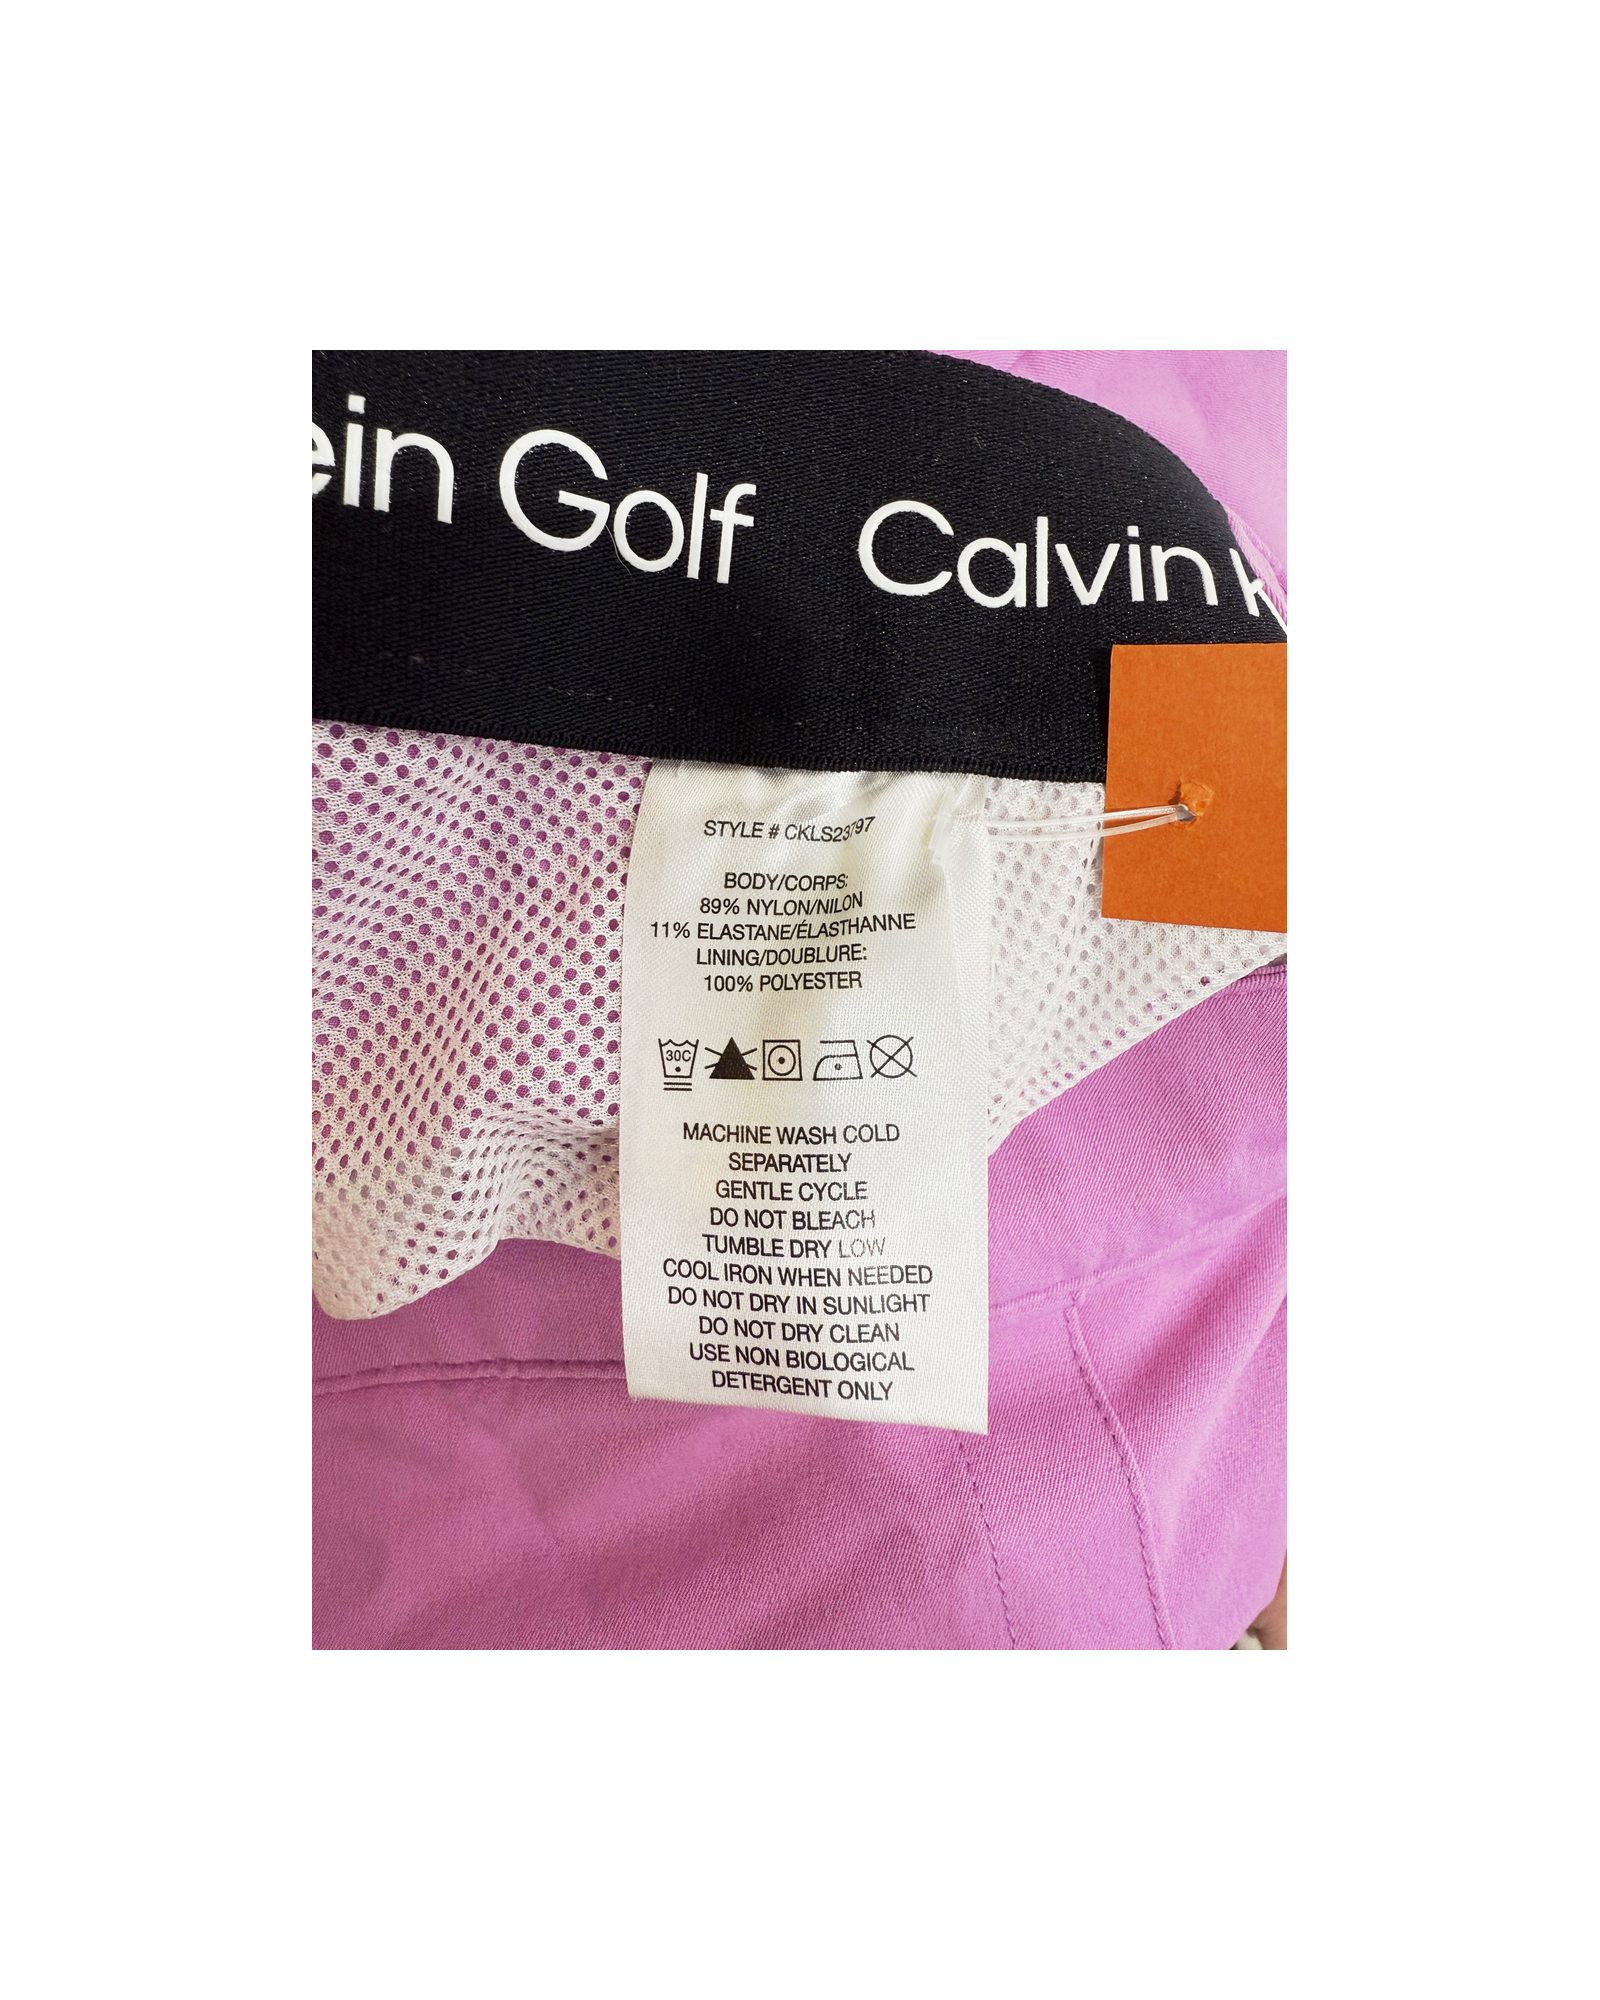 ein Golf Calvin K
STYLE # CKLS23797
BODY/CORPS:
89% NYLON/NILON
11% ELASTANE/ÉLASTHANNE
LINING/DOUBLURE:
100% POLYESTER
30C
MACHINE WASH COLD
SEPARATELY
GENTLE CYCLE
DO NOT BLEACH
TUMBLE DRY LOW
COOL IRON WHEN NEEDED
DO NOT DRY IN SUNLIGHT
DO NOT DRY CLEAN
USE NON BIOLOGICAL
DETERGENT ONLY